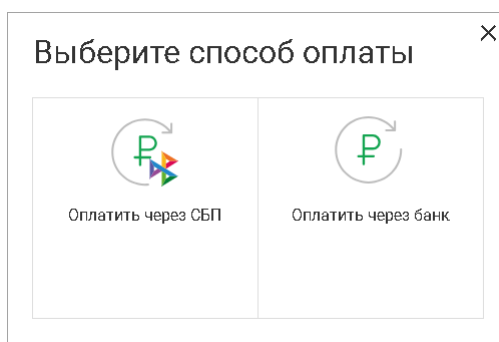 Выберите способ оплаты
Оплатить через СБП
Оплатить через банк